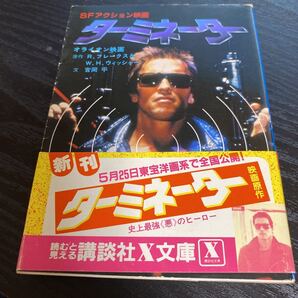 SFアクション映画
ターミネーター
オライオン映画
原作 R.フレークスと
W.H.ウィッシャー
文 吉岡 平
新刊
5月25日東宝洋画系で全国公開!
ターミネーター
映画原作
史上最強〈悪〉のヒーロー
読むと
見える
講談社X文庫
X